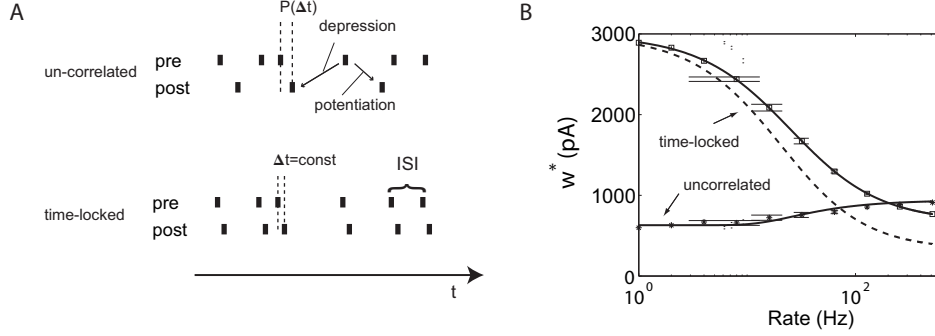 A
P(Δt)
depression
un-correlated
pre
post
potentiation
Δt=const
ISI
time-locked
pre
post
t
B
3000
2000
1000
0
w* (pA)
time-locked
uncorrelated
10^0
10^2
Rate (Hz)